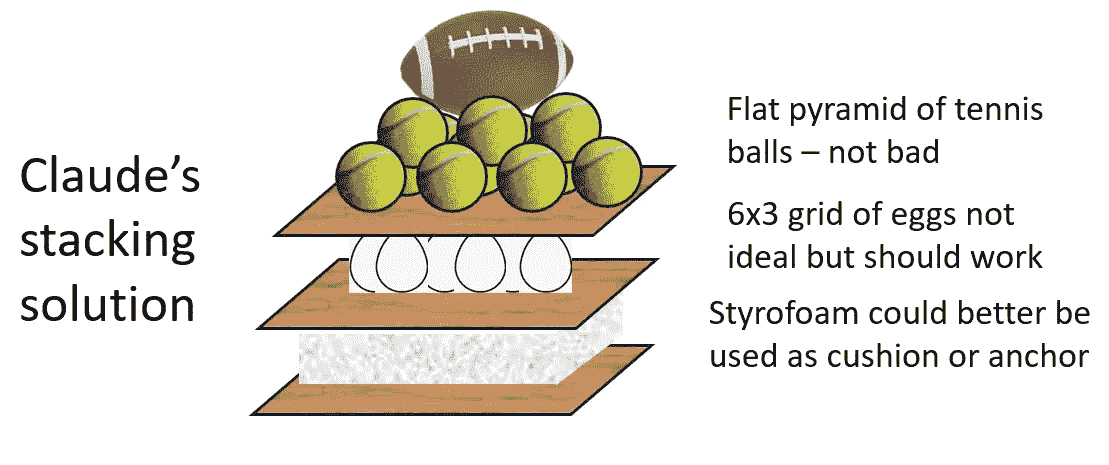 Claude’s
stacking
solution
Flat pyramid of tennis
balls – not bad
6x3 grid of eggs not
ideal but should work
Styrofoam could better be
used as cushion or anchor